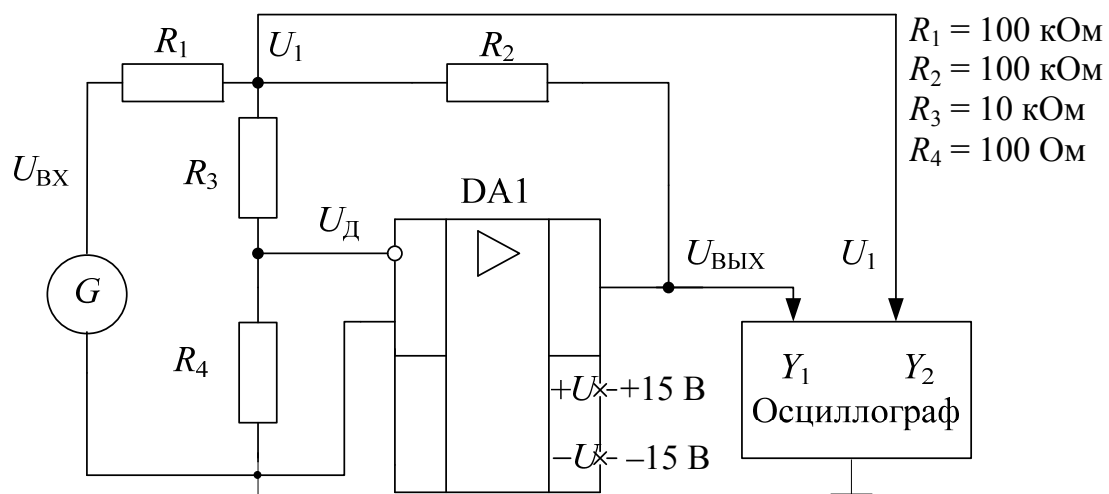 R1
U1
R2
R1 = 100 кОм
R2 = 100 кОм
R3 = 10 кОм
R4 = 100 Ом
UВХ
R3
DA1
UД
UВЫХ
U1
G
R4
Y1 Y2
Осциллограф
+U +15 В
–U –15 В